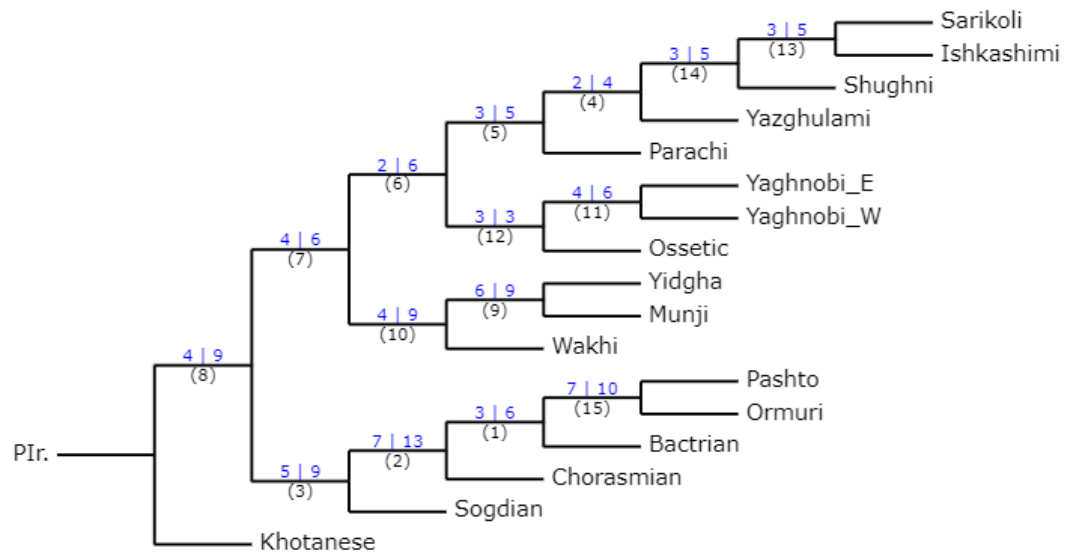 Sarikoli
3 | 5
(13)
Ishkashimi
3 | 5
(14)
Shughni
2 | 4
(4)
Yazghulami
3 | 5
(5)
Parachi
2 | 6
(6)
Yaghnobi_E
4 | 6
(11)
Yaghnobi_W
3 | 3
(12)
Ossetic
4 | 6
(7)
Yidgha
6 | 9
(9)
Munji
4 | 9
(10)
Wakhi
4 | 9
(8)
Pashto
7 | 10
(15)
Ormuri
3 | 6
(1)
Bactrian
7 | 13
(2)
PIr.
Chorasmian
5 | 9
(3)
Sogdian
Khotanese